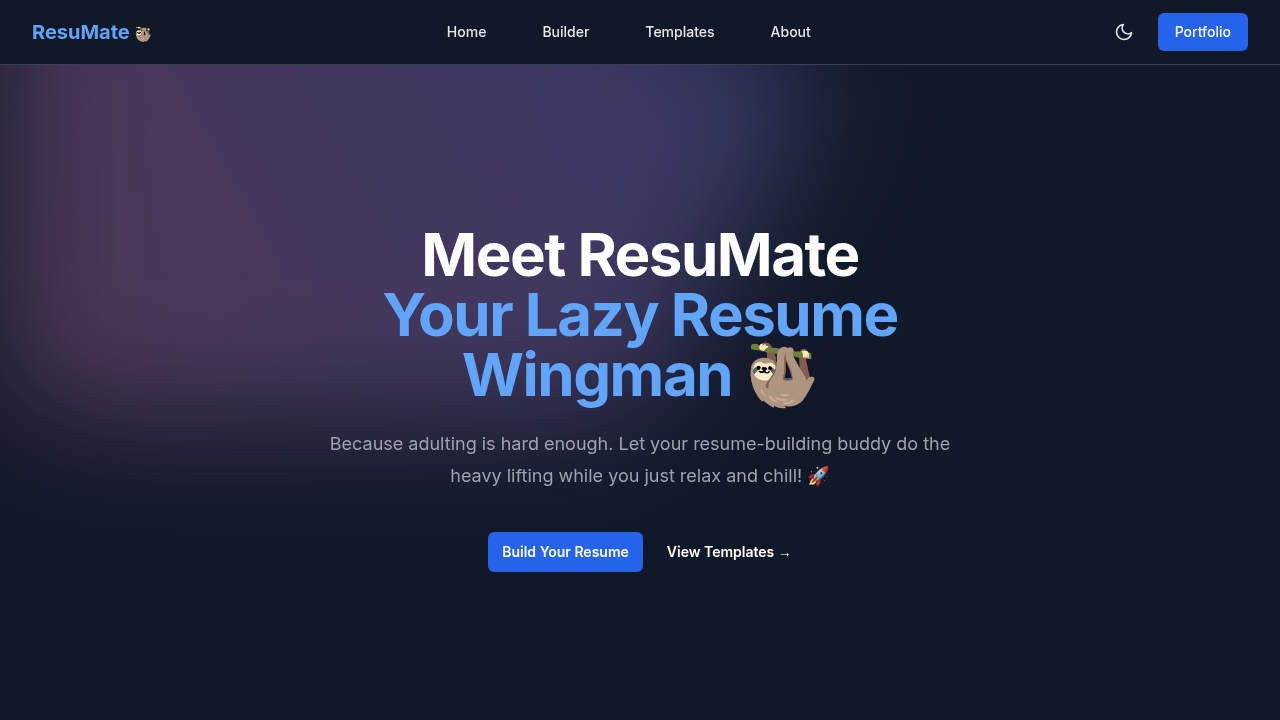 ResuMate 🦥
Home
Builder
Templates
About
Portfolio
Meet ResuMate
Your Lazy Resume
Wingman 🦥
Because adulting is hard enough. Let your resume-building buddy do the
heavy lifting while you just relax and chill! 🚀
Build Your Resume
View Templates →